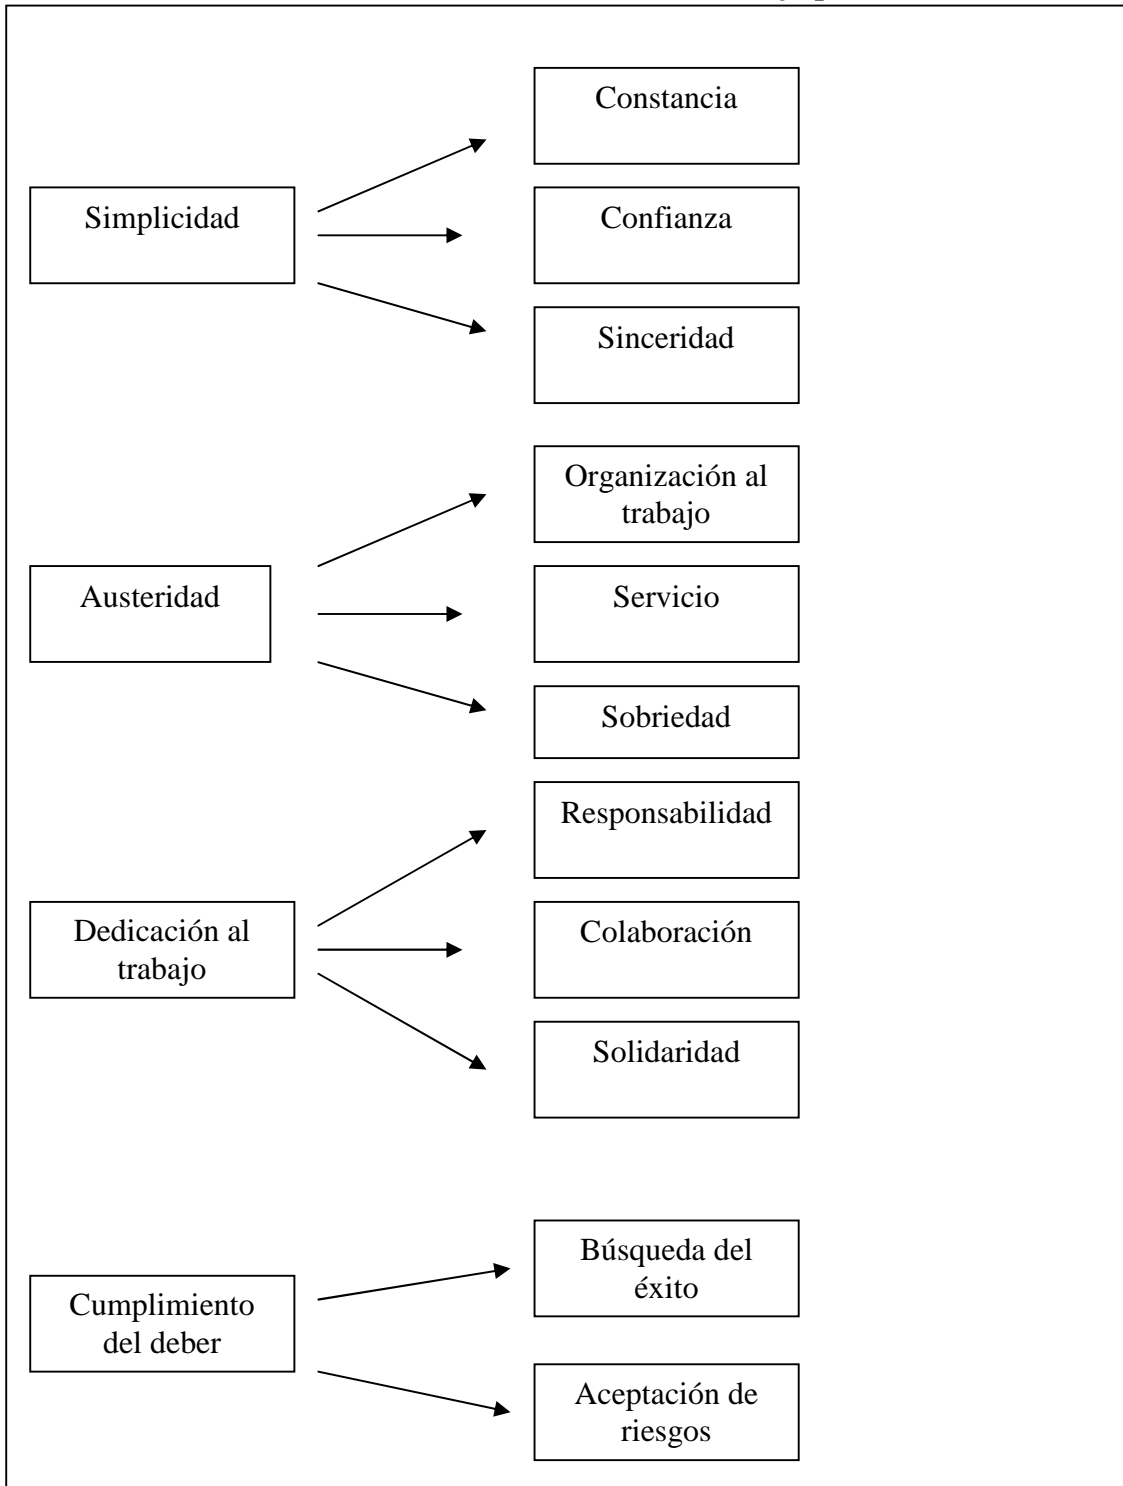 Constancia
Simplicidad
Confianza
Sinceridad
Organización al
trabajo
Austeridad
Servicio
Sobriedad
Responsabilidad
Dedicación al
trabajo
Colaboración
Solidaridad
Búsqueda del
éxito
Cumplimiento
del deber
Aceptación de
riesgos